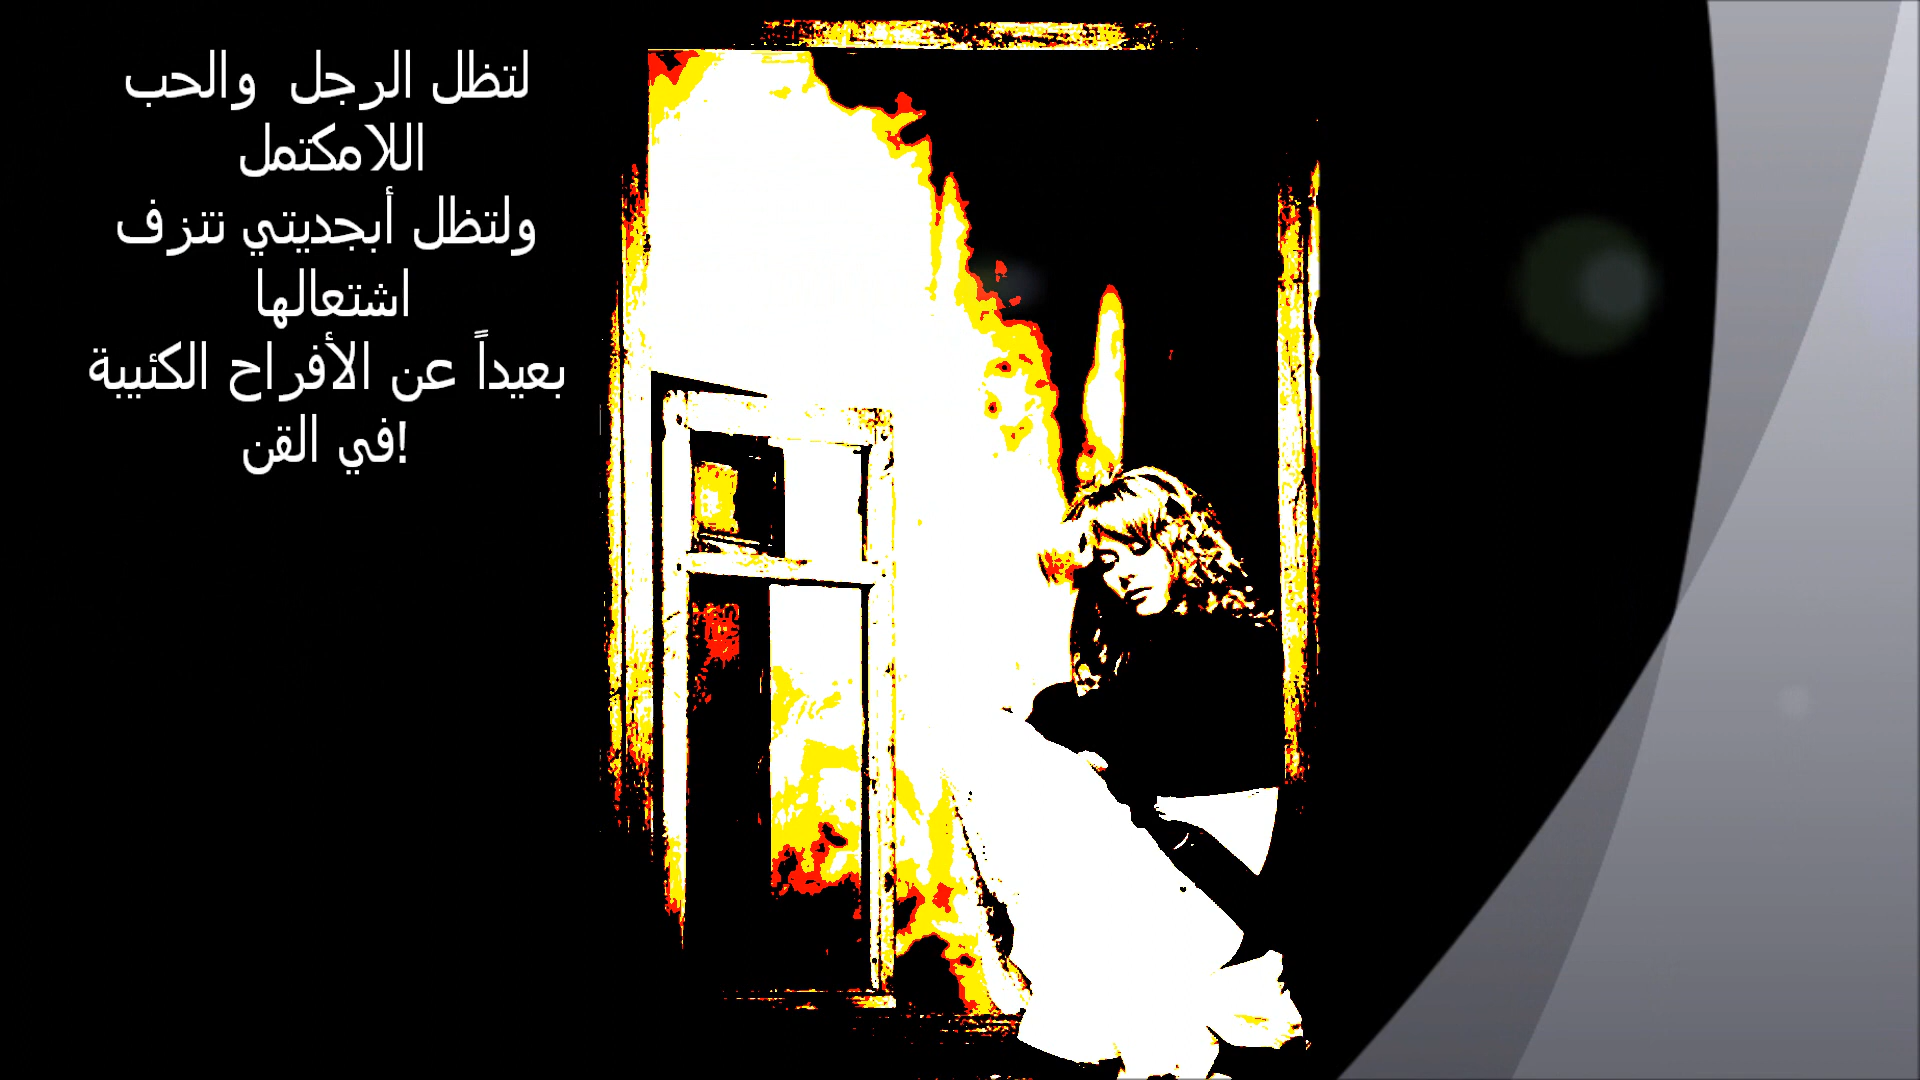 لتظل الرجل والحب
اللامكتمل
ولتظل أبجديتي تنزف
اشتعالها
بعيداً عن الأفراح الكئيبة
في القن!